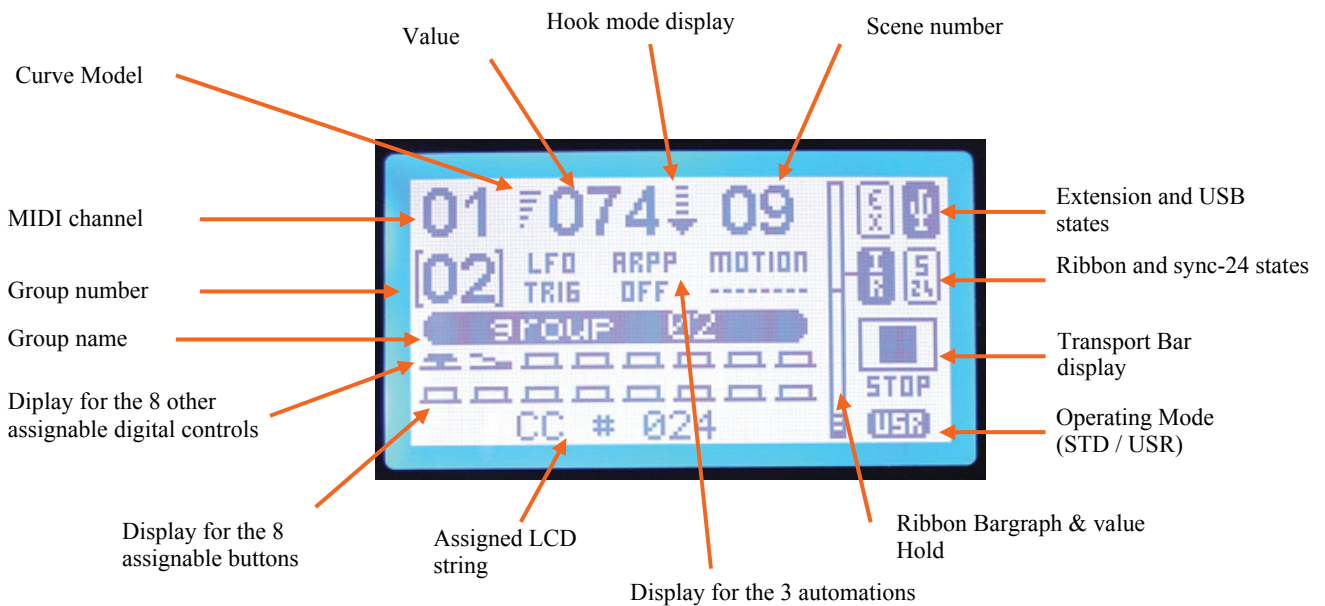 Hook mode display
Value
Scene number
Curve Model
MIDI channel
Group number
Group name
Diplay for the 8 other
assignable digital controls
Display for the 8
assignable buttons
Assigned LCD
string
Display for the 3 automations
Ribbon Bargraph & value
Hold
Operating Mode
(STD / USR)
Transport Bar
display
Ribbon and sync-24 states
Extension and USB
states
01 074 09
EX
[02] LFO ARPP MOTION
TRIG OFF --------
IR
S
24
group 02
STOP
CC # 024
USR